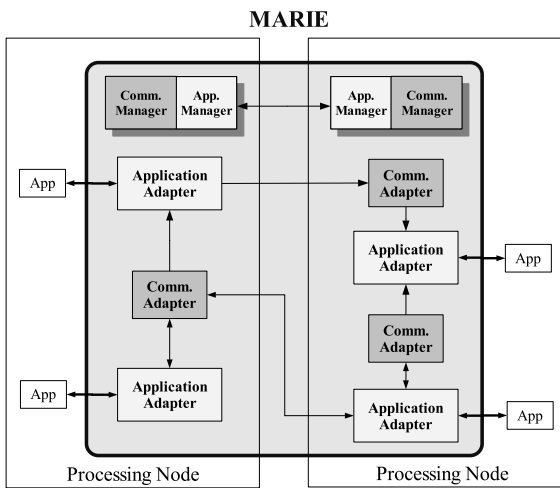 MARIE
Comm.
Manager
App.
Manager
App.
Manager
Comm.
Manager
App
Application
Adapter
Comm.
Adapter
Application
Adapter
App
Comm.
Adapter
Comm.
Adapter
App
Application
Adapter
Application
Adapter
App
Processing Node
Processing Node